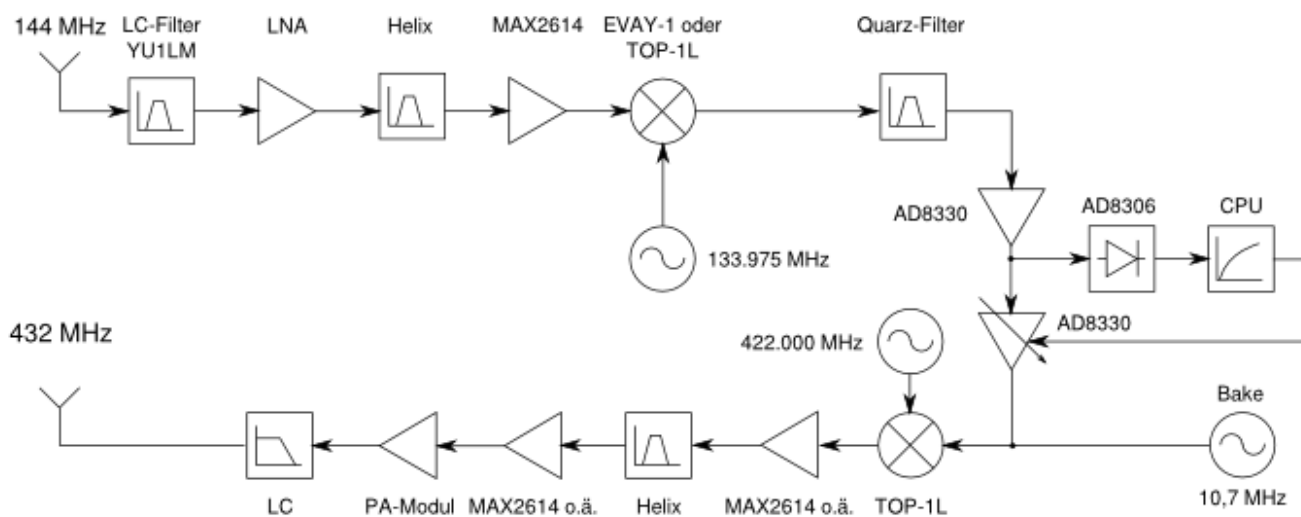 144 MHz
LC-Filter
YU1LM
LNA
Helix
MAX2614
EVAY-1 oder
TOP-1L
Quarz-Filter
133.975 MHz
AD8330
AD8306
CPU
432 MHz
422.000 MHz
AD8330
Bake
LC
PA-Modul
MAX2614 o.ä.
Helix
MAX2614 o.ä.
TOP-1L
10,7 MHz